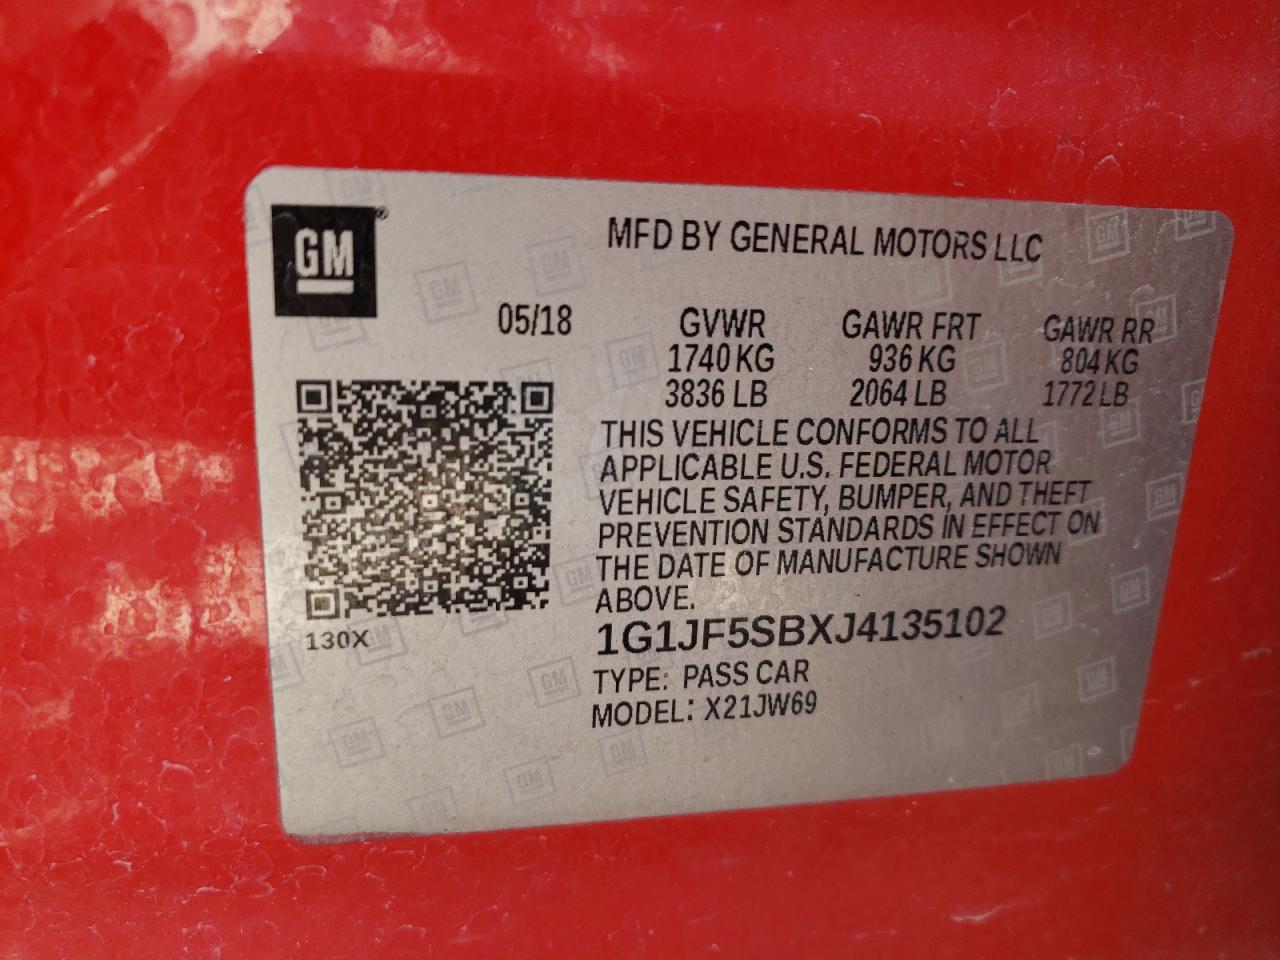 GM®
MFD BY GENERAL MOTORS LLC
05/18 GVWR GAWR FRT GAWR RR
1740 KG 936 KG 804 KG
3836 LB 2064 LB 1772 LB
THIS VEHICLE CONFORMS TO ALL
APPLICABLE U.S. FEDERAL MOTOR
VEHICLE SAFETY, BUMPER, AND THEFT
PREVENTION STANDARDS IN EFFECT ON
THE DATE OF MANUFACTURE SHOWN
ABOVE.
130X
1G1JF5SBXJ4135102
TYPE: PASS CAR
MODEL: X21JW69